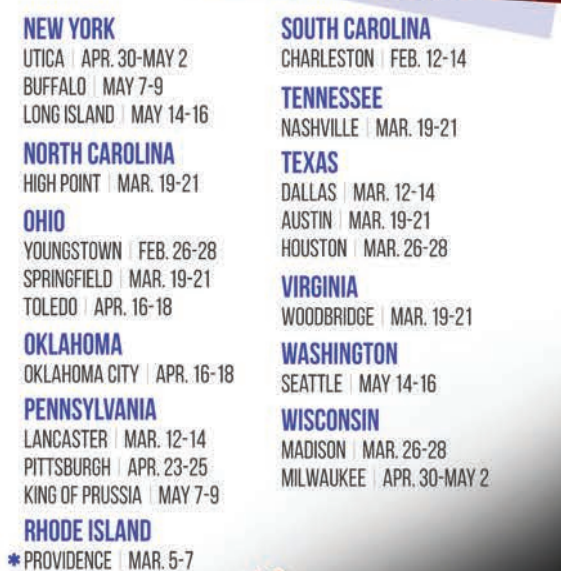 NEW YORK
UTICA | APR. 30-MAY 2
BUFFALO | MAY 7-9
LONG ISLAND | MAY 14-16
NORTH CAROLINA
HIGH POINT | MAR. 19-21
OHIO
YOUNGSTOWN | FEB. 26-28
SPRINGFIELD | MAR. 19-21
TOLEDO | APR. 16-18
OKLAHOMA
OKLAHOMA CITY | APR. 16-18
PENNSYLVANIA
LANCASTER | MAR. 12-14
PITTSBURGH | APR. 23-25
KING OF PRUSSIA | MAY 7-9
RHODE ISLAND
* PROVIDENCE | MAR. 5-7
SOUTH CAROLINA
CHARLESTON | FEB. 12-14
TENNESSEE
NASHVILLE | MAR. 19-21
TEXAS
DALLAS | MAR. 12-14
AUSTIN | MAR. 19-21
HOUSTON | MAR. 26-28
VIRGINIA
WOODBRIDGE | MAR. 19-21
WASHINGTON
SEATTLE | MAY 14-16
WISCONSIN
MADISON | MAR. 26-28
MILWAUKEE | APR. 30-MAY 2